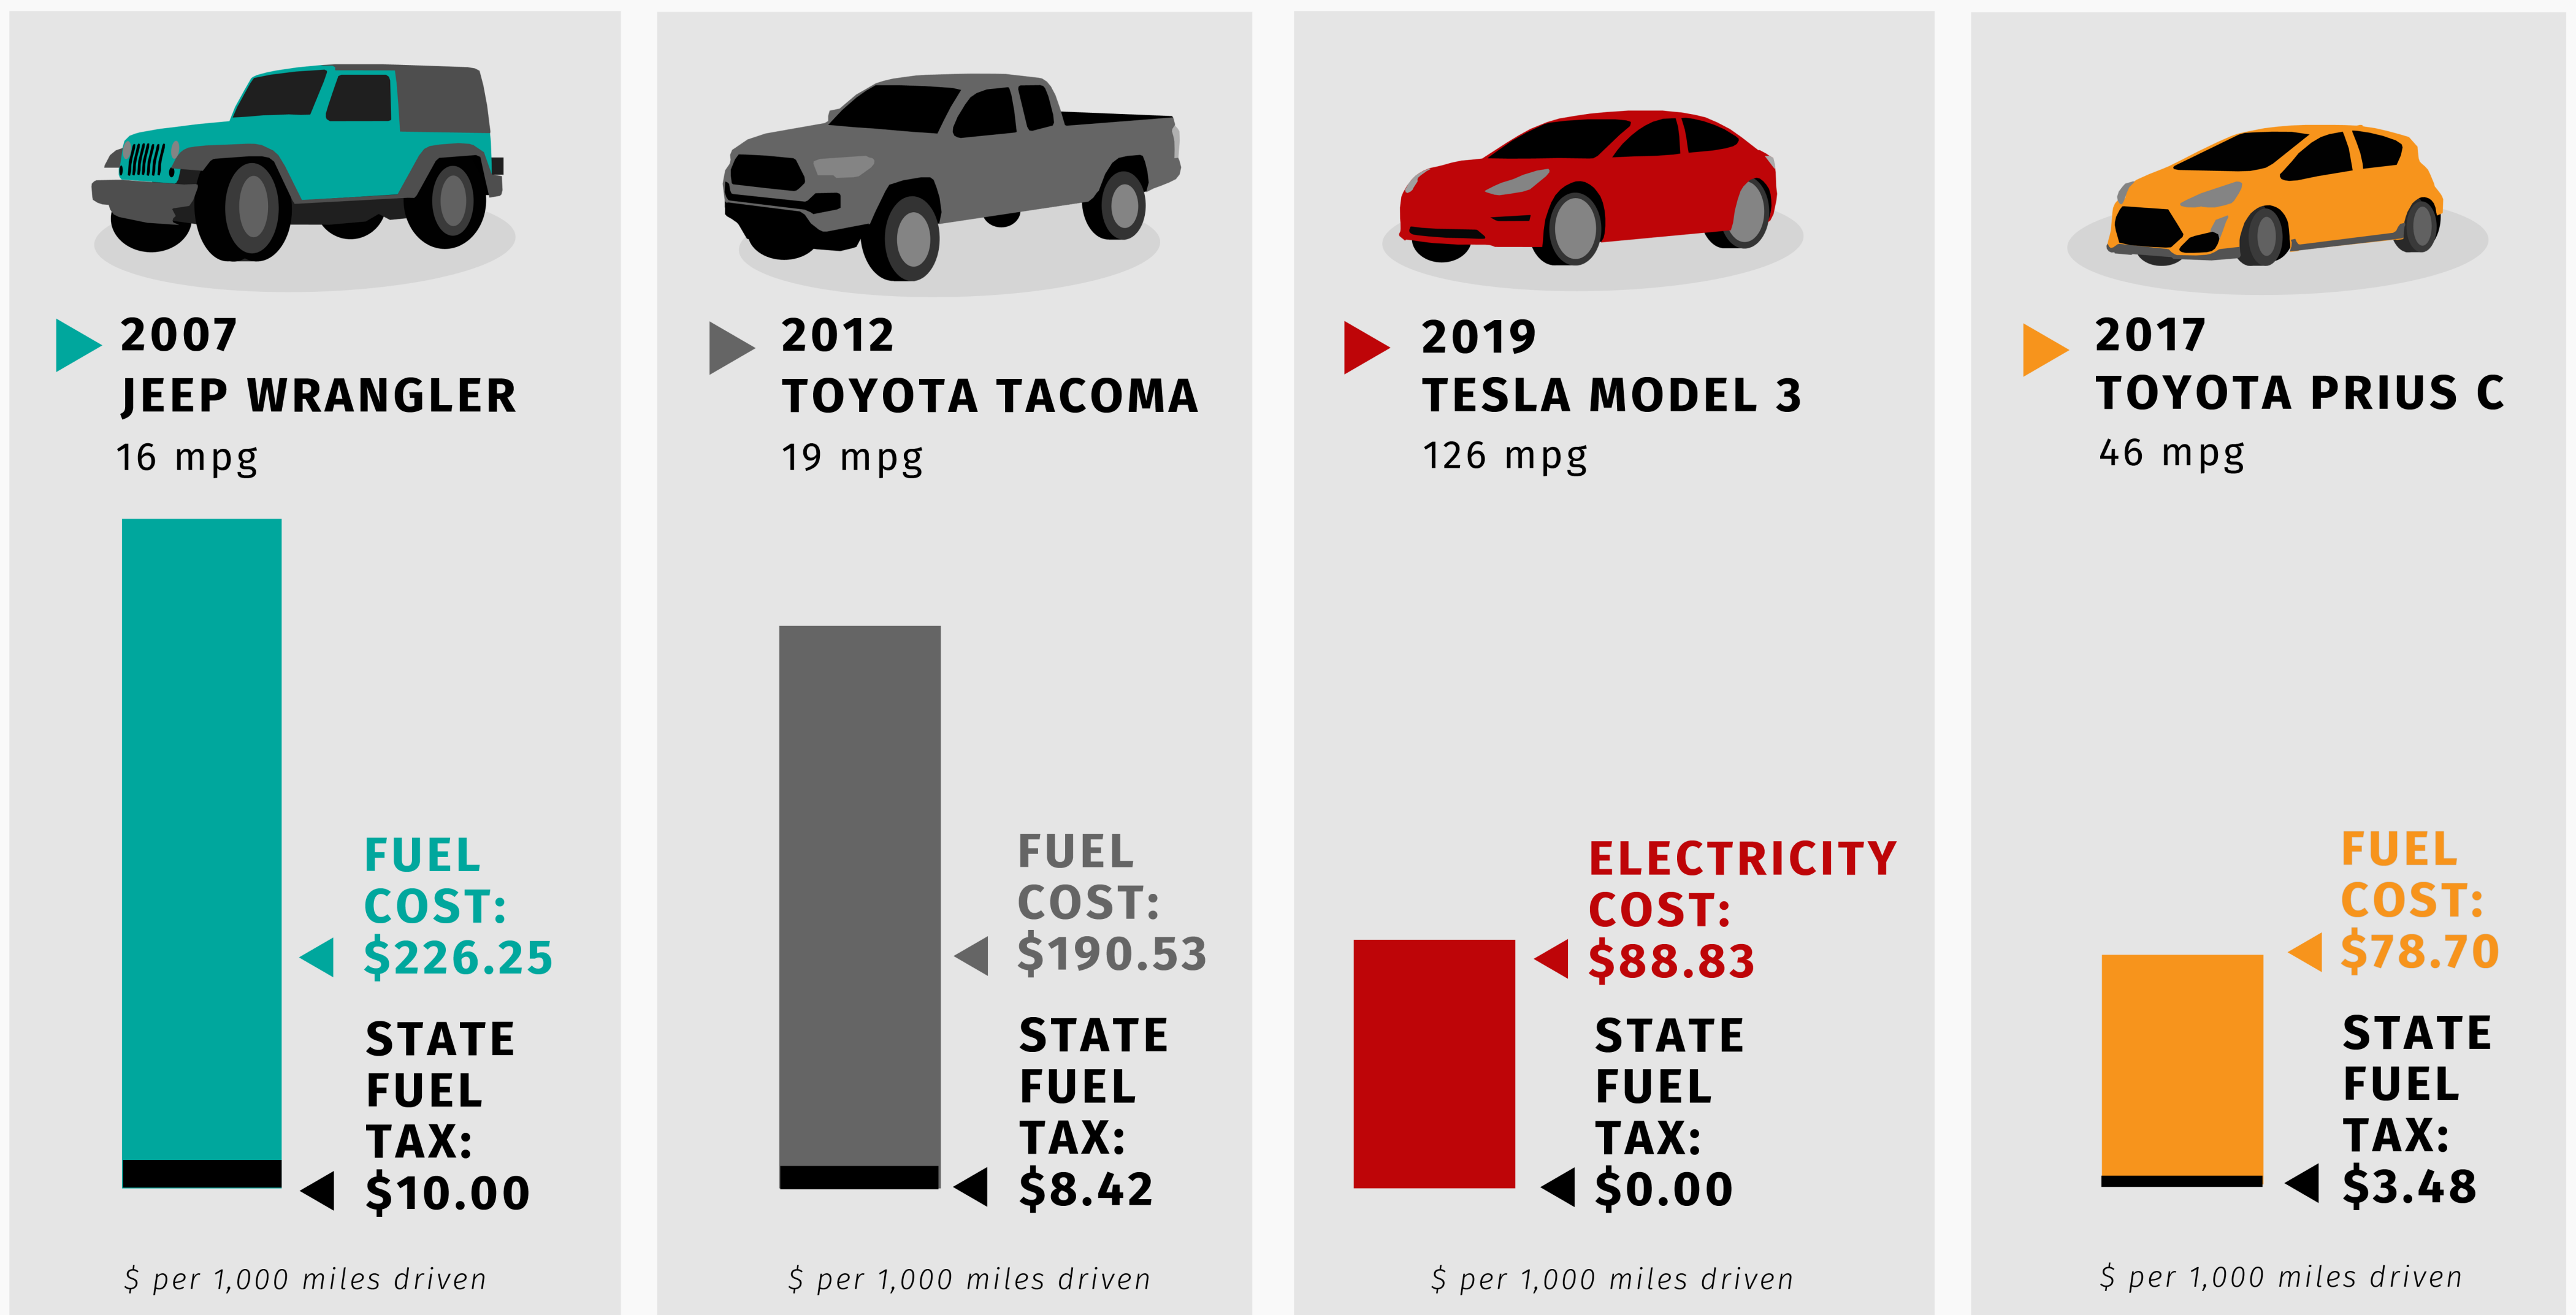 2007
JEEP WRANGLER
16 mpg
FUEL
COST:
$226.25
STATE
FUEL
TAX:
$10.00
$ per 1,000 miles driven
2012
TOYOTA TACOMA
19 mpg
FUEL
COST:
$190.53
STATE
FUEL
TAX:
$8.42
$ per 1,000 miles driven
2019
TESLA MODEL 3
126 mpg
ELECTRICITY
COST:
$88.83
STATE
FUEL
TAX:
$0.00
$ per 1,000 miles driven
2017
TOYOTA PRIUS C
46 mpg
FUEL
COST:
$78.70
STATE
FUEL
TAX:
$3.48
$ per 1,000 miles driven